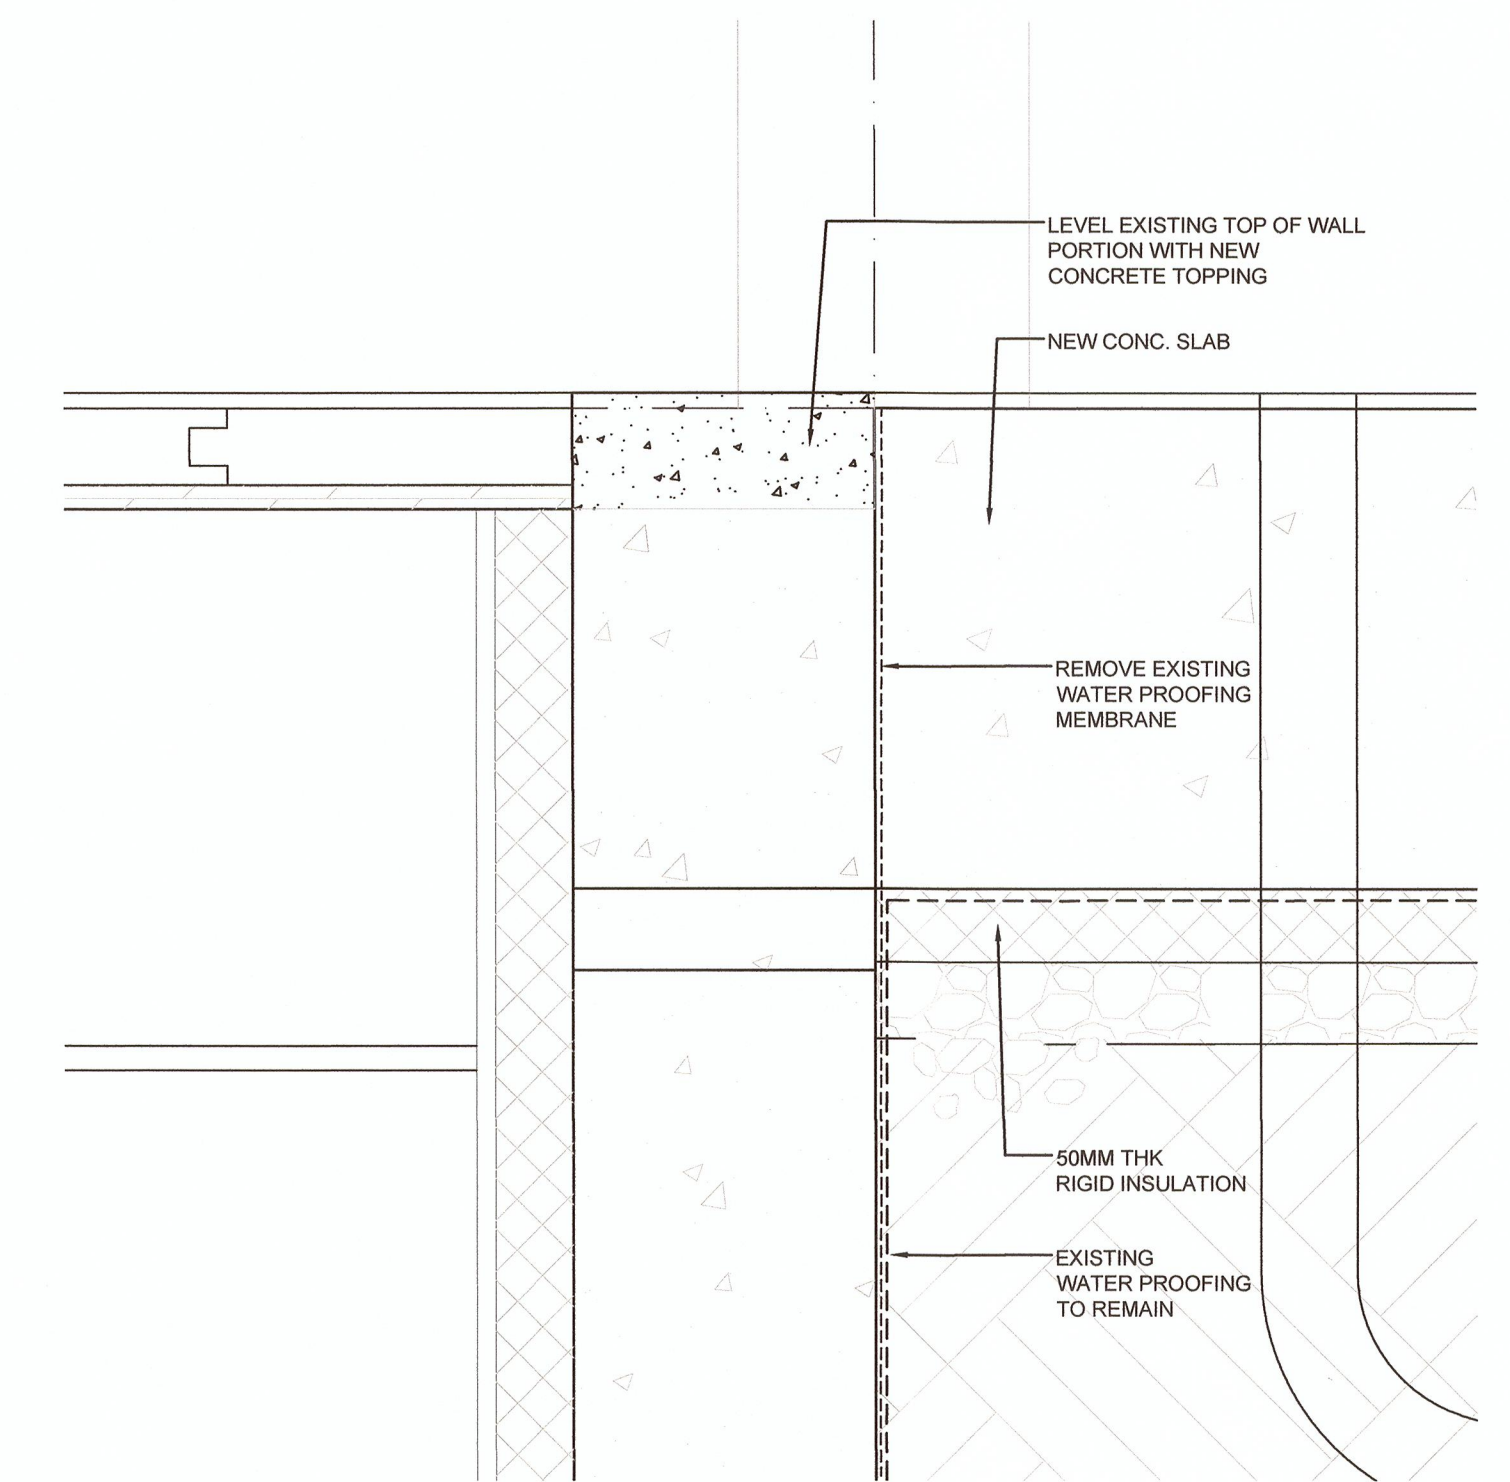 LEVEL EXISTING TOP OF WALL
PORTION WITH NEW
CONCRETE TOPPING
NEW CONC. SLAB
REMOVE EXISTING
WATER PROOFING
MEMBRANE
50MM THK
RIGID INSULATION
EXISTING
WATER PROOFING
TO REMAIN